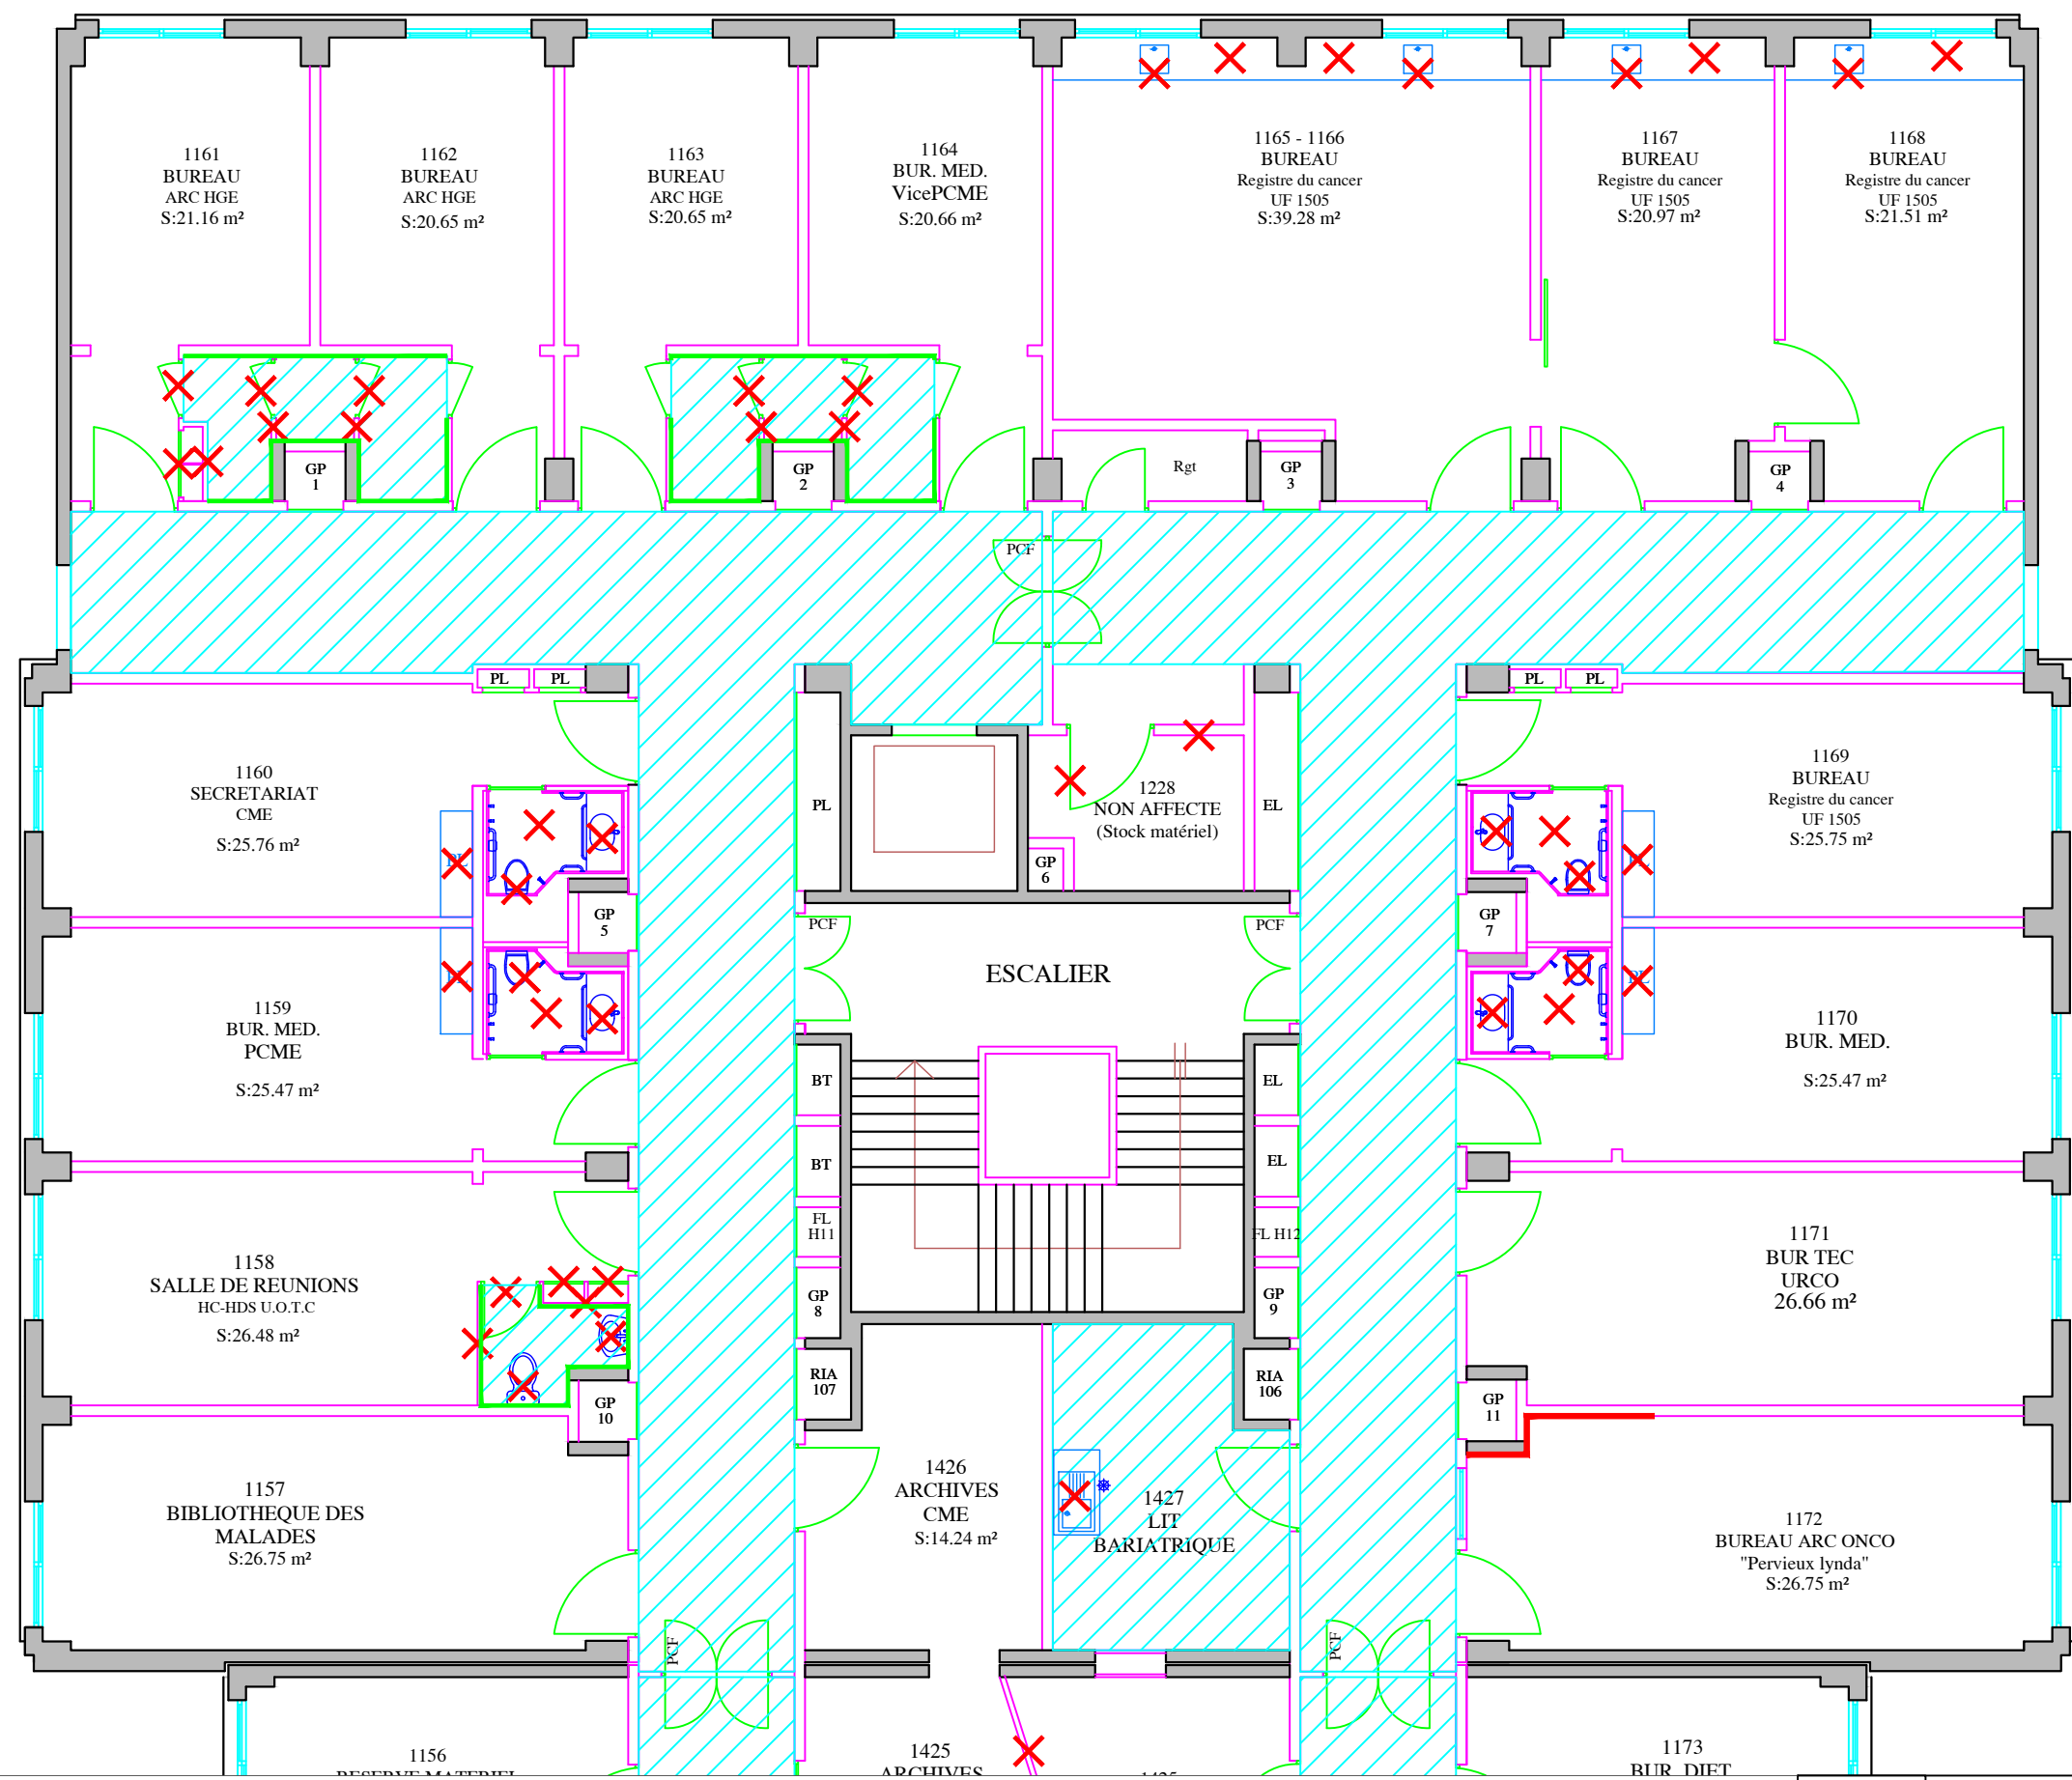 1161
BUREAU
ARC HGE
S:21.16 m²
1162
BUREAU
ARC HGE
S:20.65 m²
1163
BUREAU
ARC HGE
S:20.65 m²
1164
BUR. MED.
VicePCME
S:20.66 m²
1165 - 1166
BUREAU
Registre du cancer
UF 1505
S:39.28 m²
1167
BUREAU
Registre du cancer
UF 1505
S:20.97 m²
1168
BUREAU
Registre du cancer
UF 1505
S:21.51 m²
GP
1
GP
2
Rgt
GP
3
GP
4
PCF
PL
PL
PL
PL
1160
SECRETARIAT
CME
S:25.76 m²
PL
1228
NON AFFECTE
(Stock matériel)
EL
1169
BUREAU
Registre du cancer
UF 1505
S:25.75 m²
GP
6
GP
5
PCF
PCF
GP
7
ESCALIER
1159
BUR. MED.
PCME
S:25.47 m²
1170
BUR. MED.
S:25.47 m²
BT
EL
BT
EL
FL
H11
FL H12
1158
SALLE DE REUNIONS
HC-HDS U.O.T.C
S:26.48 m²
1171
BUR TEC
URCO
26.66 m²
GP
8
GP
9
RIA
107
RIA
106
GP
10
GP
11
1157
BIBLIOTHEQUE DES
MALADES
S:26.75 m²
1426
ARCHIVES
CME
S:14.24 m²
1427
LIT
BARIATRIQUE
1172
BUREAU ARC ONCO
"Pervieux lynda"
S:26.75 m²
PCF
PCF
1156
RESERVE MATERIEL
1425
ARCHIVES
1173
BUR. DIET